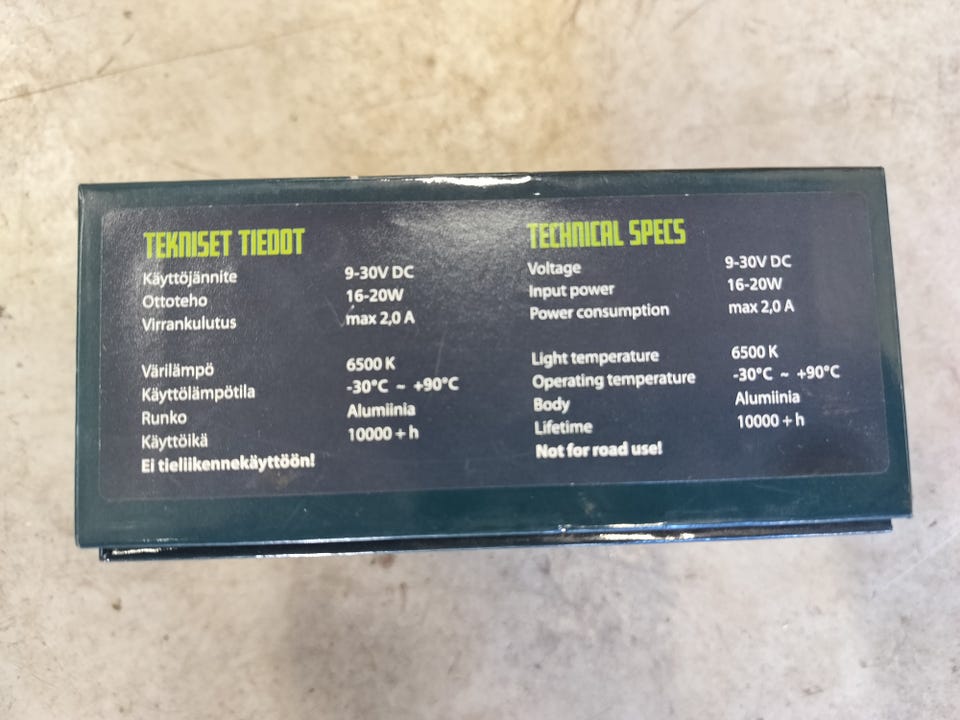 TEKNISET TIEDOT
Käyttöjännite 9-30V DC
Ottoteho 16-20W
Virrankulutus max 2,0 A
Värilämpö 6500 K
Käyttölämpötila -30°C ~ +90°C
Runko Alumiinia
Käyttöikä 10000 + h
Ei tieliikennekäyttöön!
TECHNICAL SPECS
Voltage 9-30V DC
Input power 16-20W
Power consumption max 2,0 A
Light temperature 6500 K
Operating temperature -30°C ~ +90°C
Body Alumiinia
Lifetime 10000 + h
Not for road use!